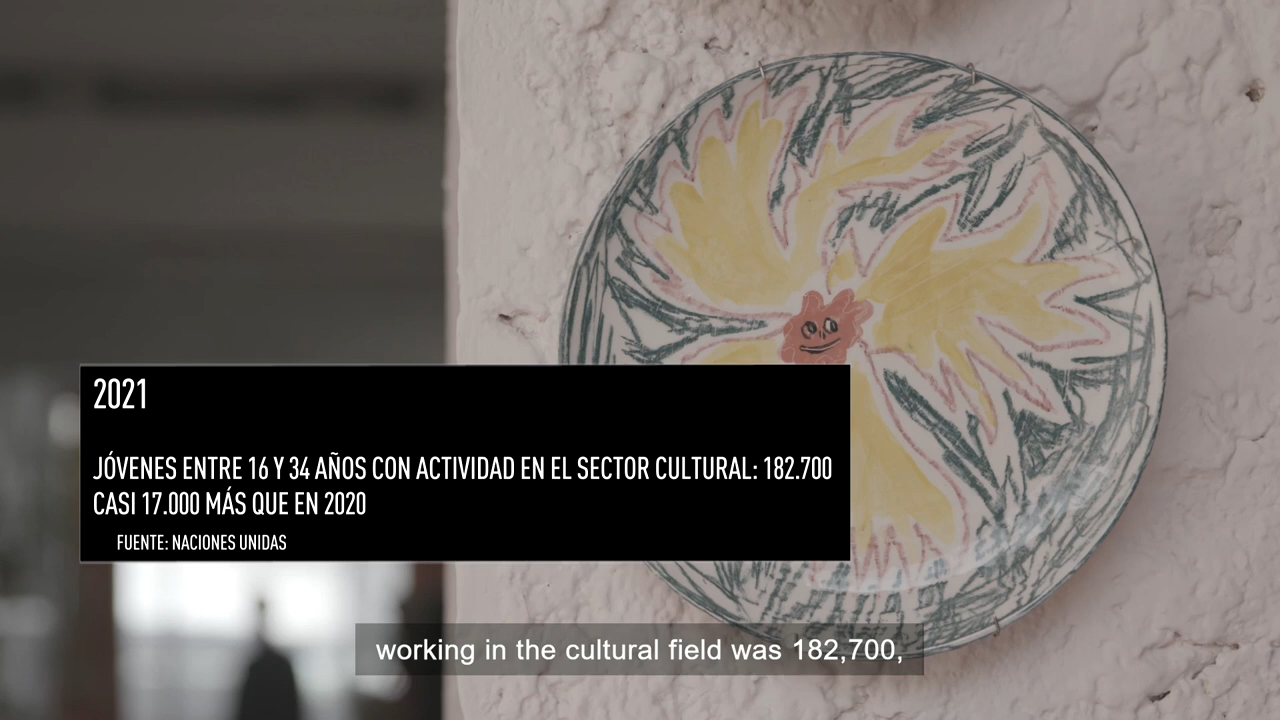 2021
JÓVENES ENTRE 16 Y 34 AÑOS CON ACTIVIDAD EN EL SECTOR CULTURAL: 182.700
CASI 17.000 MÁS QUE EN 2020
FUENTE: NACIONES UNIDAS
working in the cultural field was 182,700,